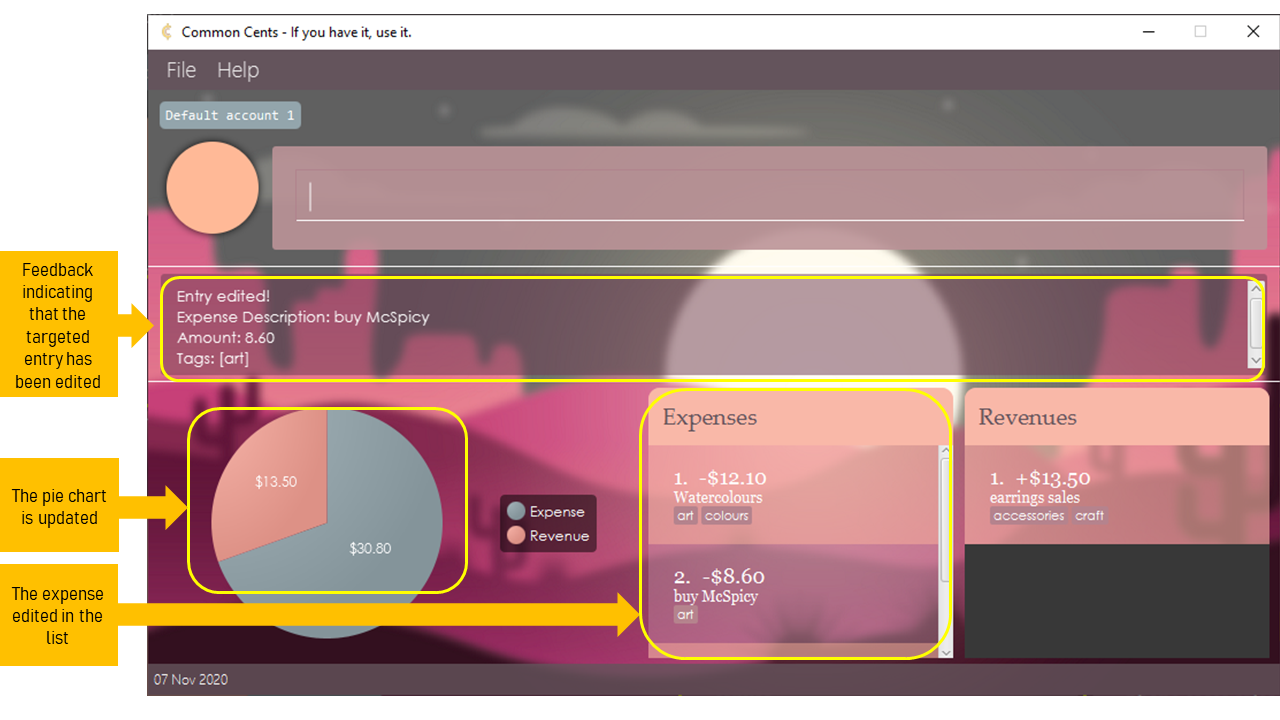 Common Cents - If you have it, use it.
File Help
Default account 1
Feedback
indicating
that the
targeted
entry has
been edited
Entry edited!
Expense Description: buy McSpicy
Amount: 8.60
Tags: [art]
The pie chart
is updated
The expense
edited in the
list
$13.50
$30.80
Expense
Revenue
Expenses
1. -$12.10
Watercolours
art colours
2. -$8.60
buy McSpicy
art
Revenues
1. +$13.50
earrings sales
accessories craft
07 Nov 2020